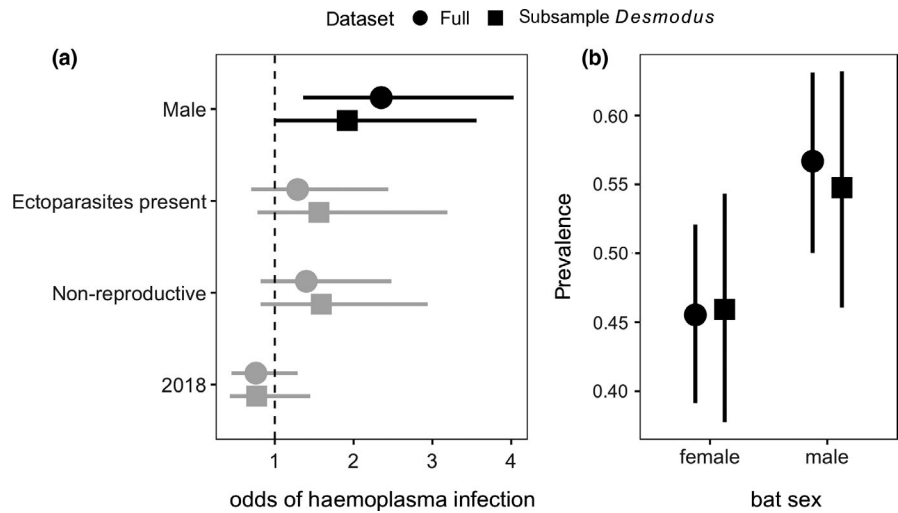 Dataset Full Subsample Desmodus
(a)
Male
Ectoparasites present
Non-reproductive
2018
1 2 3 4
odds of haemoplasma infection
(b)
Prevalence
0.60
0.55
0.50
0.45
0.40
female male
bat sex